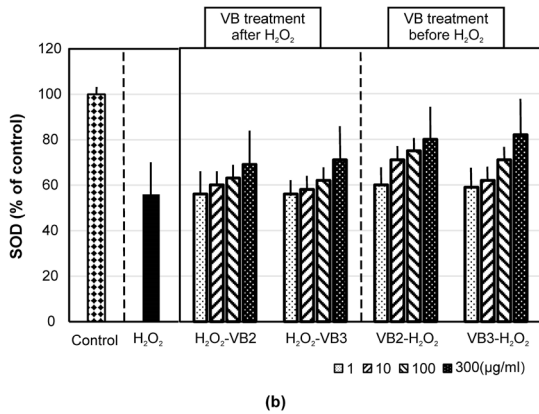 VB treatment
after H₂O₂
VB treatment
before H₂O₂
SOD (% of control)
120
100
80
60
40
20
0
Control
H₂O₂
H₂O₂-VB2
H₂O₂-VB3
VB2-H₂O₂
VB3-H₂O₂
1 10 100 300(µg/ml)
(b)